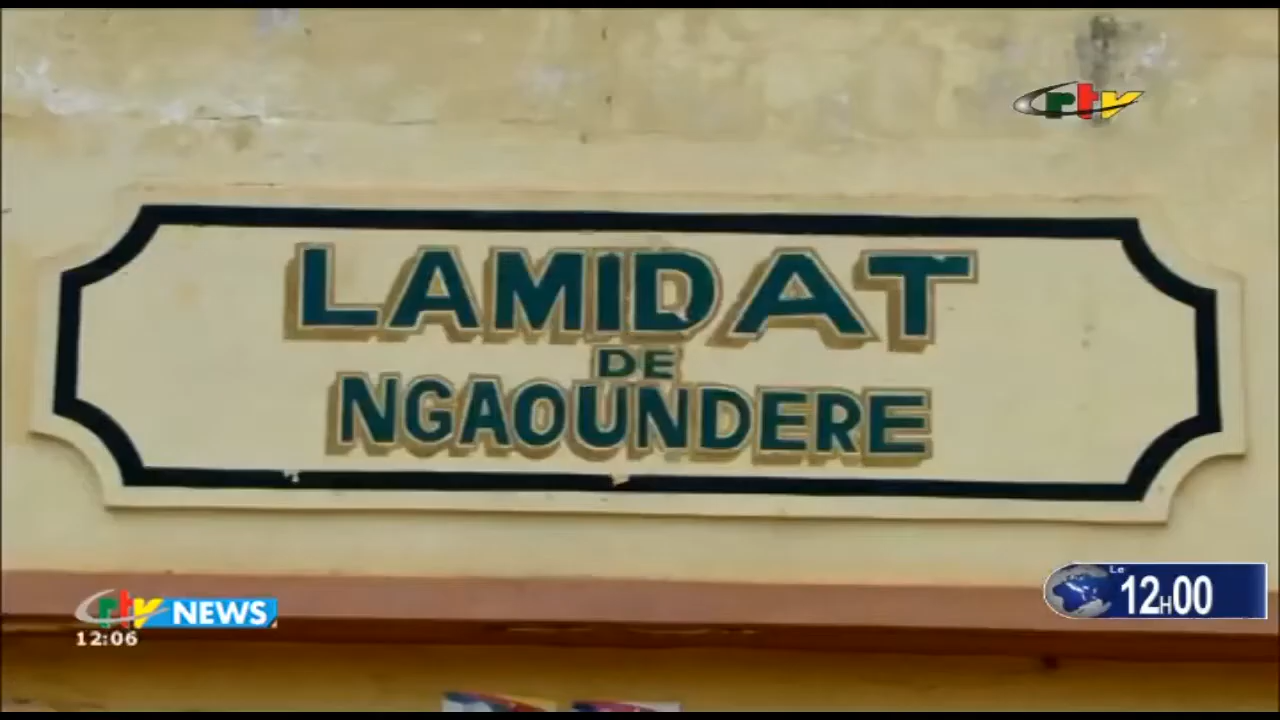 crtv
LAMIDAT
DE
NGAOUNDERE
crtv NEWS
12:06
Le
12H00